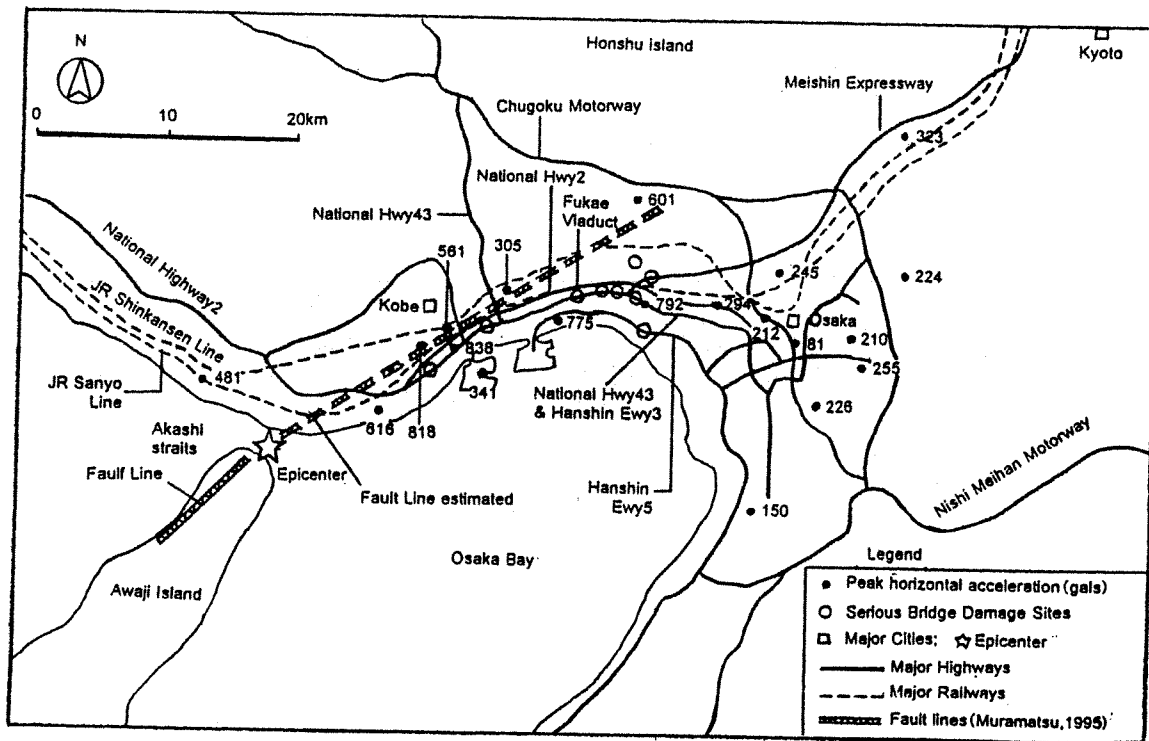 Honshu Island
Kyoto
N
Meishin Expressway
0 10 20km
Chugoku Motorway
323
National Hwy2
601
Fukae
Viaduct
National Hwy43
305
561
National Highway2
245
224
Kobe
JR Shinkansen Line
792
294
775
212
Osaka
838
81
210
481
341
255
JR Sanyo
Line
National Hwy43
& Hanshin Ewy3
226
616
818
Akashi
straits
Epicenter
Fault Line
Fault Line estimated
Hanshin
Ewy5
150
Nishi Meihan Motorway
Osaka Bay
Awaji Island
Legend
Peak horizontal acceleration (gals)
Serious Bridge Damage Sites
Major Cities; Epicenter
Major Highways
Major Railways
Fault lines (Muramatsu, 1995)